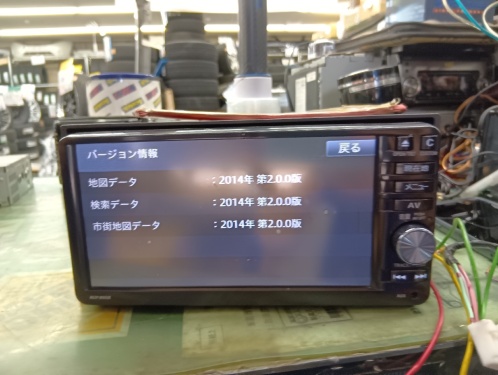 バージョン情報
戻る
地図データ :2014年 第2.0.0版
検索データ :2014年 第2.0.0版
市街地図データ :2014年 第2.0.0版
現在地
メニュー
AV